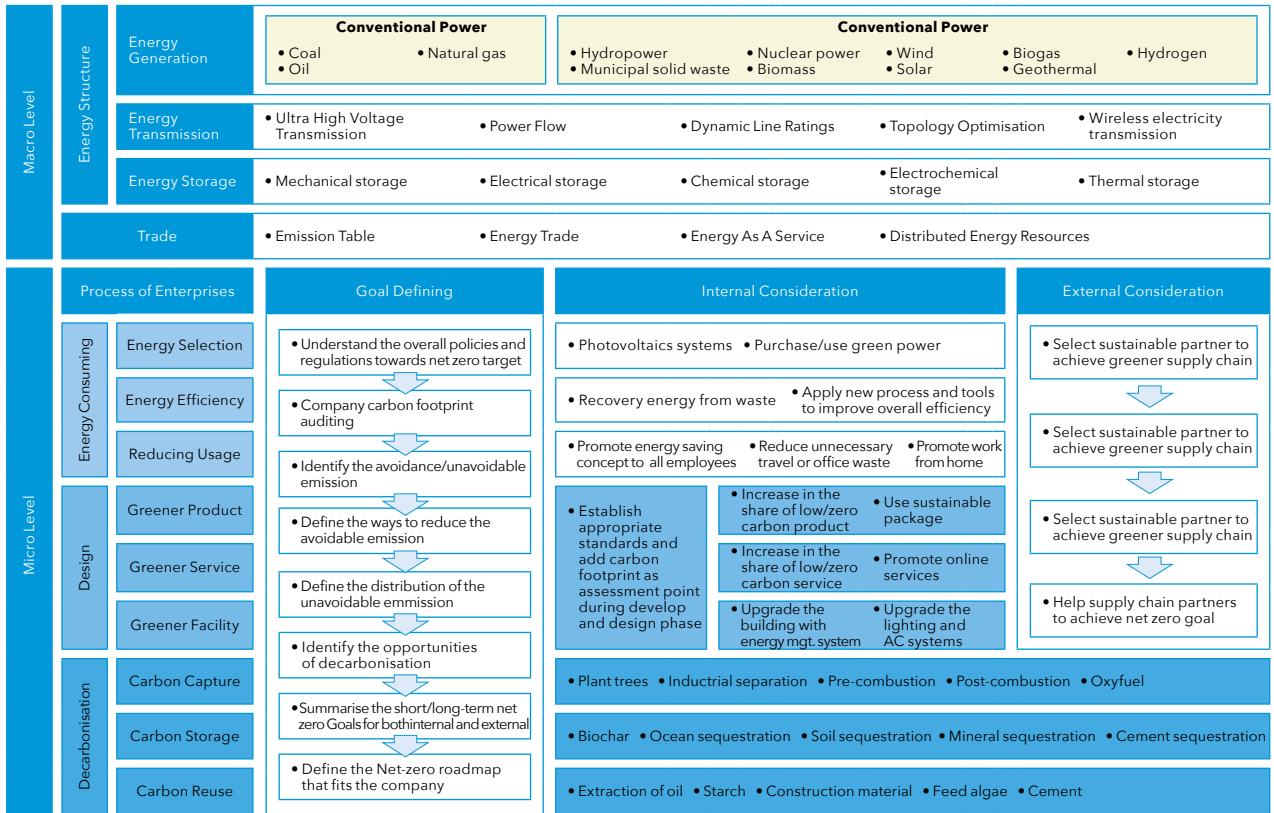 Macro Level
Energy Structure
Energy
Generation
Conventional Power
• Coal
• Natural gas
• Oil
Conventional Power
• Hydropower
• Nuclear power
• Wind
• Biogas
• Hydrogen
• Municipal solid waste
• Biomass
• Solar
• Geothermal
Energy
Transmission
• Ultra High Voltage
Transmission
• Power Flow
• Dynamic Line Ratings
• Topology Optimisation
• Wireless electricity
transmission
Energy Storage
• Mechanical storage
• Electrical storage
• Chemical storage
• Electrochemical
storage
• Thermal storage
Trade
• Emission Table
• Energy Trade
• Energy As A Service
• Distributed Energy Resources
Micro Level
Process of Enterprises
Goal Defining
Internal Consideration
External Consideration
Energy Consuming
Energy Selection
Energy Efficiency
Reducing Usage
Design
Greener Product
Greener Service
Greener Facility
Decarbonisation
Carbon Capture
Carbon Storage
Carbon Reuse
• Understand the overall policies and
regulations towards net zero target
• Company carbon footprint
auditing
• Identify the avoidance/unavoidable
emission
• Define the ways to reduce the
avoidable emission
• Define the distribution of the
unavoidable emmission
• Identify the opportunities
of decarbonisation
• Summarise the short/long-term net
zero Goals for bothinternal and external
• Define the Net-zero roadmap
that fits the company
• Photovoltaics systems
• Purchase/use green power
• Recovery energy from waste
• Apply new process and tools
to improve overall efficiency
• Promote energy saving
concept to all employees
• Reduce unnecessary
travel or office waste
• Promote work
from home
• Establish
appropriate
standards and
add carbon
footprint as
assessment point
during develop
and design phase
• Increase in the
share of low/zero
carbon product
• Use sustainable
package
• Increase in the
share of low/zero
carbon service
• Promote online
services
• Upgrade the
building with
energy mgt. system
• Upgrade the
lighting and
AC systems
• Plant trees
• Inductrial separation
• Pre-combustion
• Post-combustion
• Oxyfuel
• Biochar
• Ocean sequestration
• Soil sequestration
• Mineral sequestration
• Cement sequestration
• Extraction of oil
• Starch
• Construction material
• Feed algae
• Cement
• Select sustainable partner to
achieve greener supply chain
• Select sustainable partner to
achieve greener supply chain
• Select sustainable partner to
achieve greener supply chain
• Help supply chain partners
to achieve net zero goal